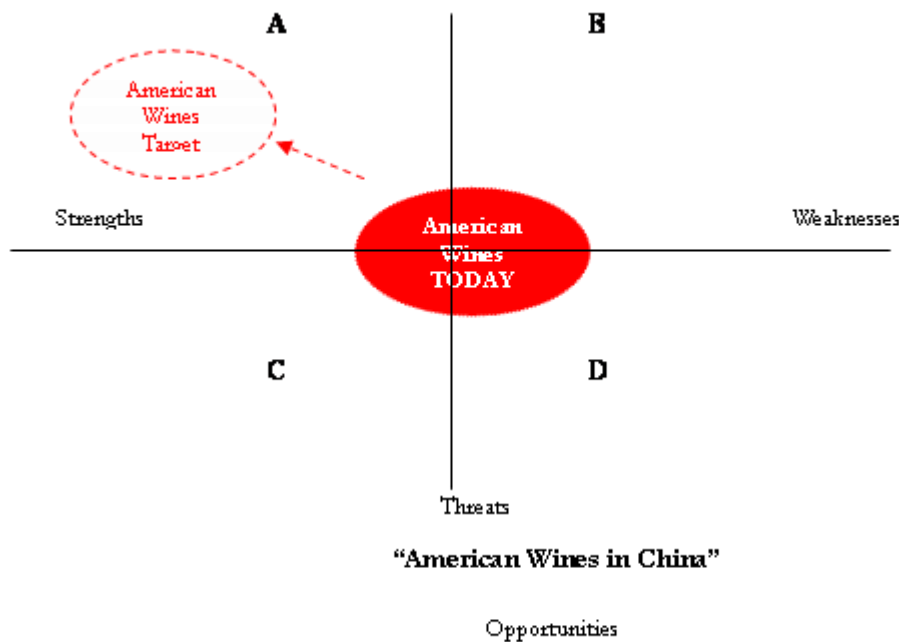 A
B
American
Wines
Target
Strengths
Weaknesses
American
Wines
TODAY
C
D
Threats
“American Wines in China”
Opportunities